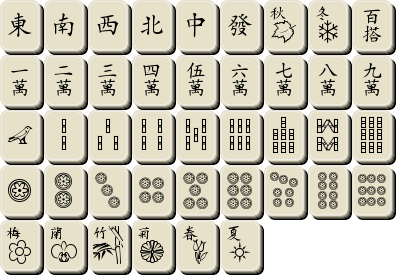 東 南 西 北 中 發 秋 冬 百搭
一萬 二萬 三萬 四萬 伍萬 六萬 七萬 八萬 九萬
梅 蘭 竹 菊 春 夏